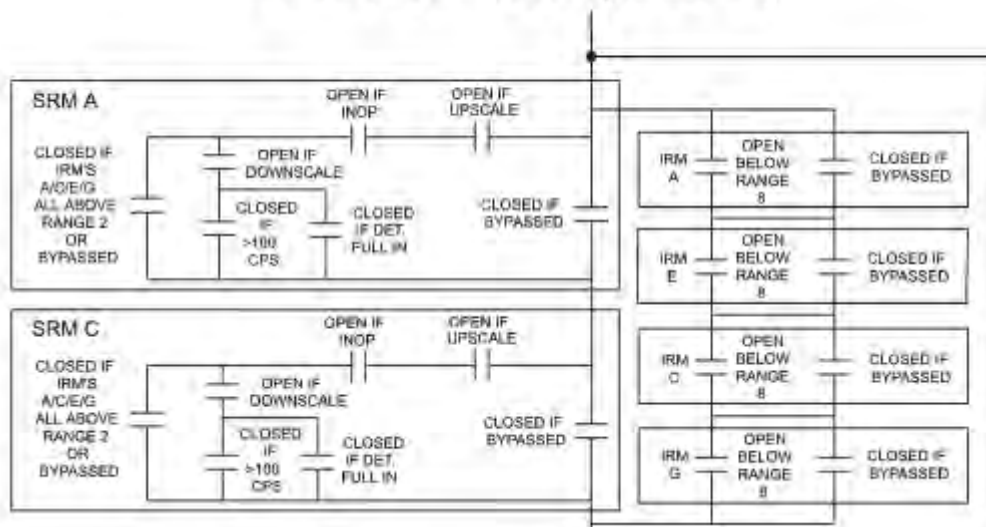 SRM A
OPEN IF
INOP
OPEN IF
UPSCALE
CLOSED IF
IRM'S
A/C/E/G
ALL ABOVE
RANGE 2
OR
BYPASSED
OPEN IF
DOWNSCALE
CLOSED
IF
>100
CPS
CLOSED
IF DET.
FULL IN
CLOSED IF
BYPASSED
SRM C
OPEN IF
INOP
OPEN IF
UPSCALE
CLOSED IF
IRM'S
A/C/E/G
ALL ABOVE
RANGE 2
OR
BYPASSED
OPEN IF
DOWNSCALE
CLOSED
IF
>100
CPS
CLOSED
IF DET.
FULL IN
CLOSED IF
BYPASSED
IRM
A
OPEN
BELOW
RANGE
8
CLOSED IF
BYPASSED
IRM
E
OPEN
BELOW
RANGE
8
CLOSED IF
BYPASSED
IRM
C
OPEN
BELOW
RANGE
8
CLOSED IF
BYPASSED
IRM
G
OPEN
BELOW
RANGE
8
CLOSED IF
BYPASSED